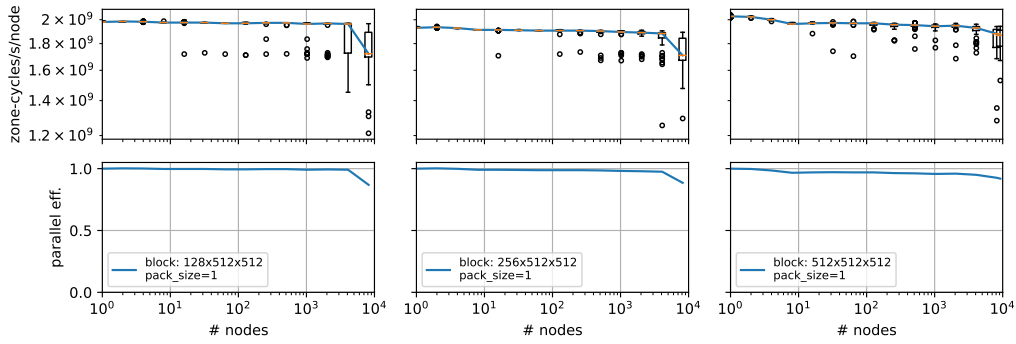 zone-cycles/s/node
2 × 10⁹
1.8 × 10⁹
1.6 × 10⁹
1.4 × 10⁹
1.2 × 10⁹
parallel eff.
1.0
0.5
0.0
block: 128x512x512
pack_size=1
block: 256x512x512
pack_size=1
block: 512x512x512
pack_size=1
10⁰ 10¹ 10² 10³ 10⁴
10⁰ 10¹ 10² 10³ 10⁴
10⁰ 10¹ 10² 10³ 10⁴
# nodes
# nodes
# nodes